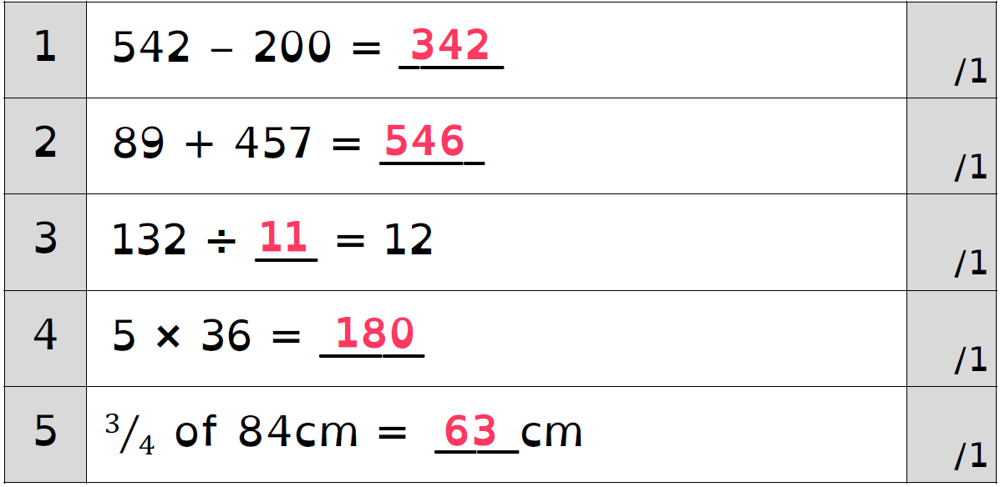 1 542 – 200 = 342 /1
2 89 + 457 = 546 /1
3 132 ÷ 11 = 12 /1
4 5 × 36 = 180 /1
5 3/4 of 84cm = 63 cm /1